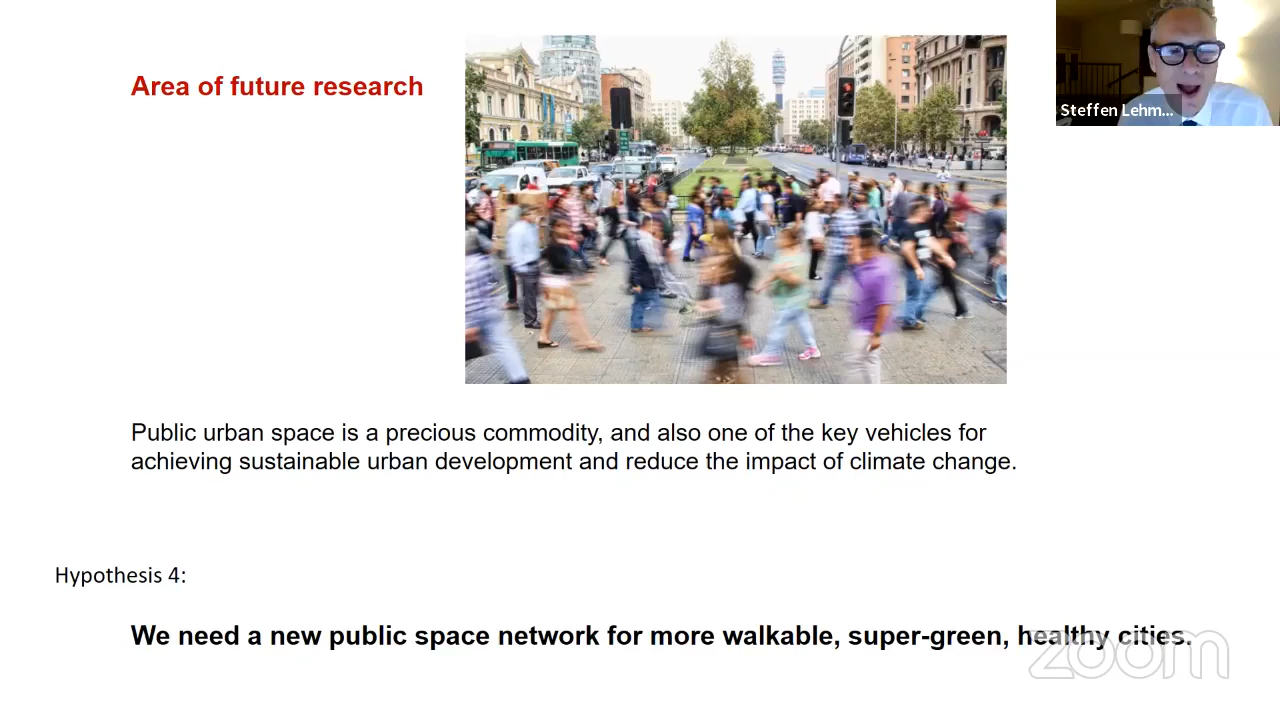 Area of future research
Steffen Lehm...
Public urban space is a precious commodity, and also one of the key vehicles for
achieving sustainable urban development and reduce the impact of climate change.
Hypothesis 4:
We need a new public space network for more walkable, super-green, healthy cities.
zoom